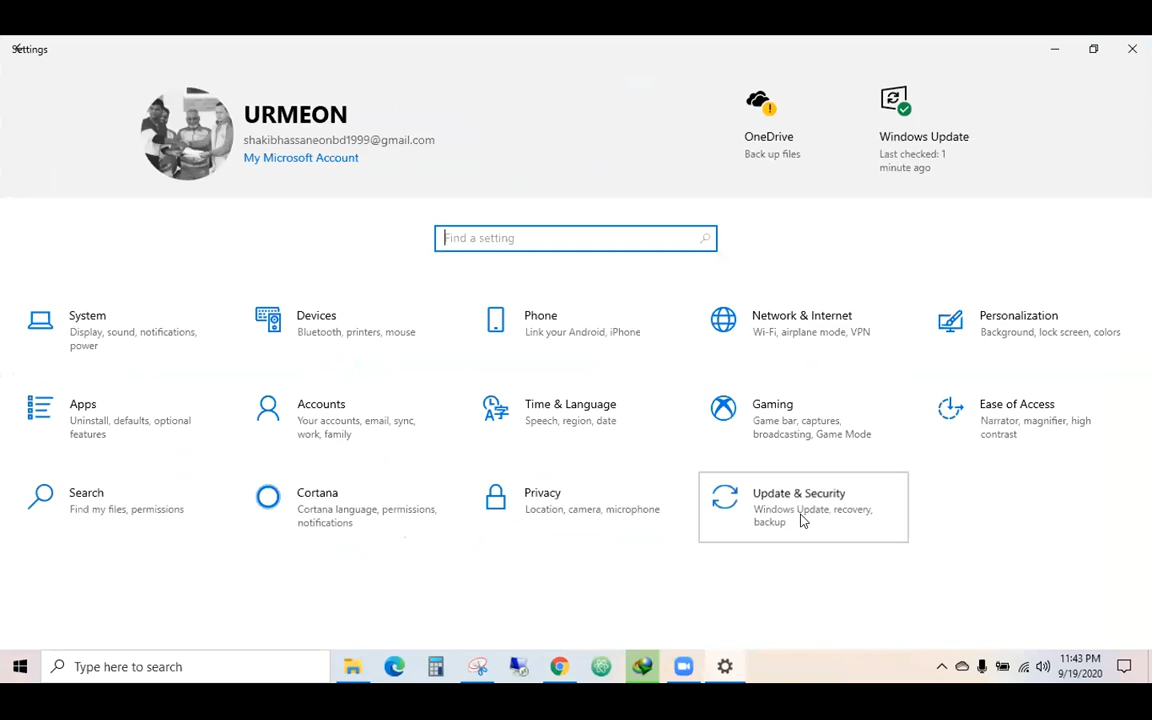 Settings
URMEON
shakibhassaneonbd1999@gmail.com
My Microsoft Account
OneDrive
Back up files
Windows Update
Last checked: 1
minute ago
Find a setting
System
Display, sound, notifications,
power
Devices
Bluetooth, printers, mouse
Phone
Link your Android, iPhone
Network & Internet
Wi-Fi, airplane mode, VPN
Personalization
Background, lock screen, colors
Apps
Uninstall, defaults, optional
features
Accounts
Your accounts, email, sync,
work, family
Time & Language
Speech, region, date
Gaming
Game bar, captures,
broadcasting, Game Mode
Ease of Access
Narrator, magnifier, high
contrast
Search
Find my files, permissions
Cortana
Cortana language, permissions,
notifications
Privacy
Location, camera, microphone
Update & Security
Windows Update, recovery,
backup
Type here to search
11:43 PM
9/19/2020